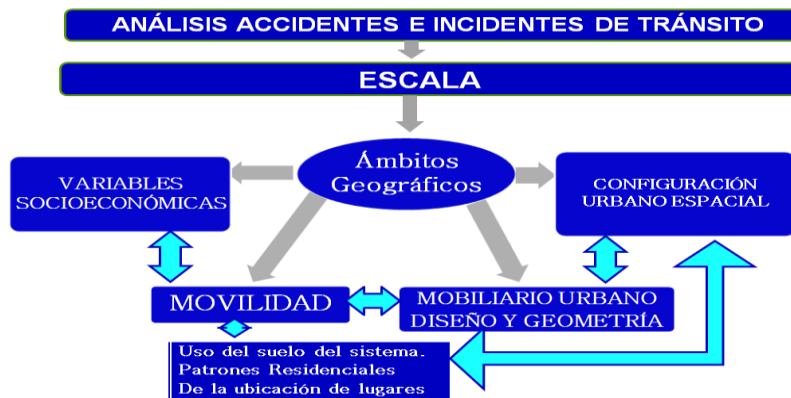 ANÁLISIS ACCIDENTES E INCIDENTES DE TRÁNSITO
ESCALA
Ámbitos
Geográficos
VARIABLES
SOCIOECONÓMICAS
CONFIGURACIÓN
URBANO ESPACIAL
MOVILIDAD
MOBILIARIO URBANO
DISEÑO Y GEOMETRÍA
Uso del suelo del sistema.
Patrones Residenciales
De la ubicación de lugares